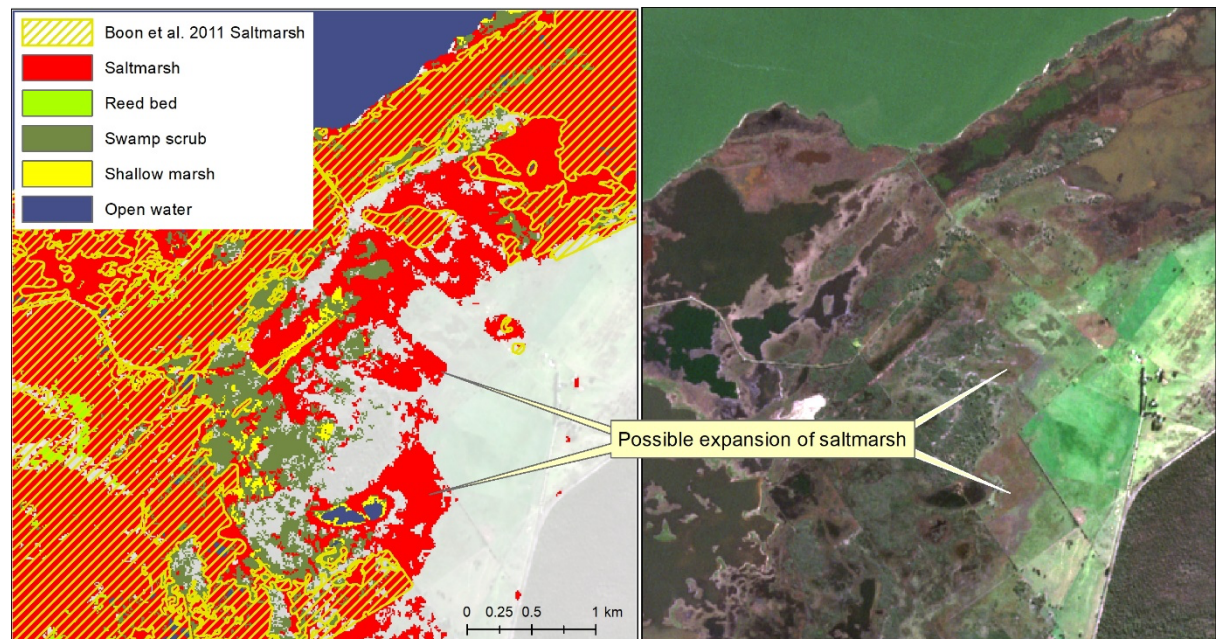 Boon et al. 2011 Saltmarsh
Saltmarsh
Reed bed
Swamp scrub
Shallow marsh
Open water
Possible expansion of saltmarsh
0 0.25 0.5 1 km